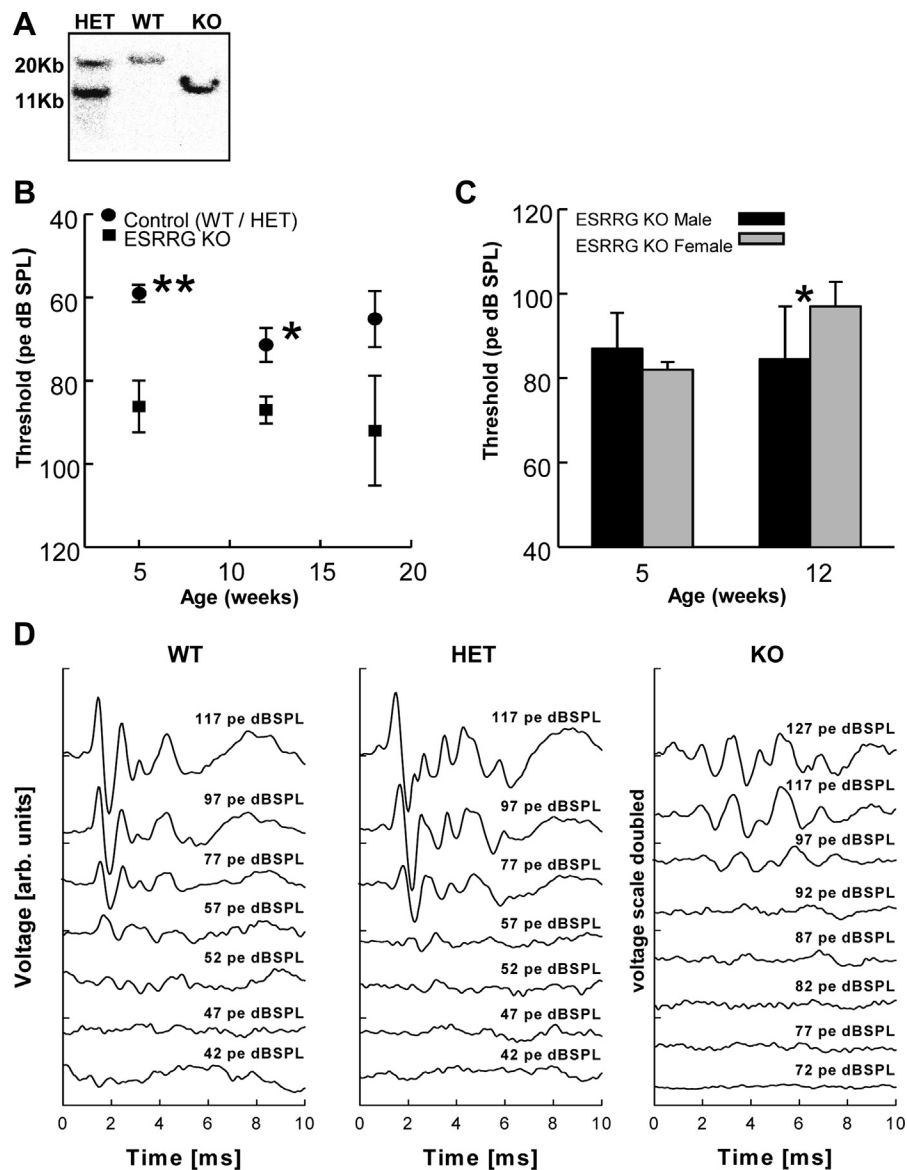 A
HET WT KO
20Kb
11Kb
B
Threshold (pe dB SPL)
40
60
80
100
120
Control (WT / HET)
ESRRG KO
**
*
5 10 15 20
Age (weeks)
C
Threshold (pe dB SPL)
120
100
80
60
40
ESRRG KO Male
ESRRG KO Female
*
5 12
Age (weeks)
D
WT
Voltage [arb. units]
117 pe dBSPL
97 pe dBSPL
77 pe dBSPL
57 pe dBSPL
52 pe dBSPL
47 pe dBSPL
42 pe dBSPL
0 2 4 6 8 10
Time [ms]
HET
117 pe dBSPL
97 pe dBSPL
77 pe dBSPL
57 pe dBSPL
52 pe dBSPL
47 pe dBSPL
42 pe dBSPL
0 2 4 6 8 10
Time [ms]
KO
voltage scale doubled
127 pe dBSPL
117 pe dBSPL
97 pe dBSPL
92 pe dBSPL
87 pe dBSPL
82 pe dBSPL
77 pe dBSPL
72 pe dBSPL
0 2 4 6 8 10
Time [ms]